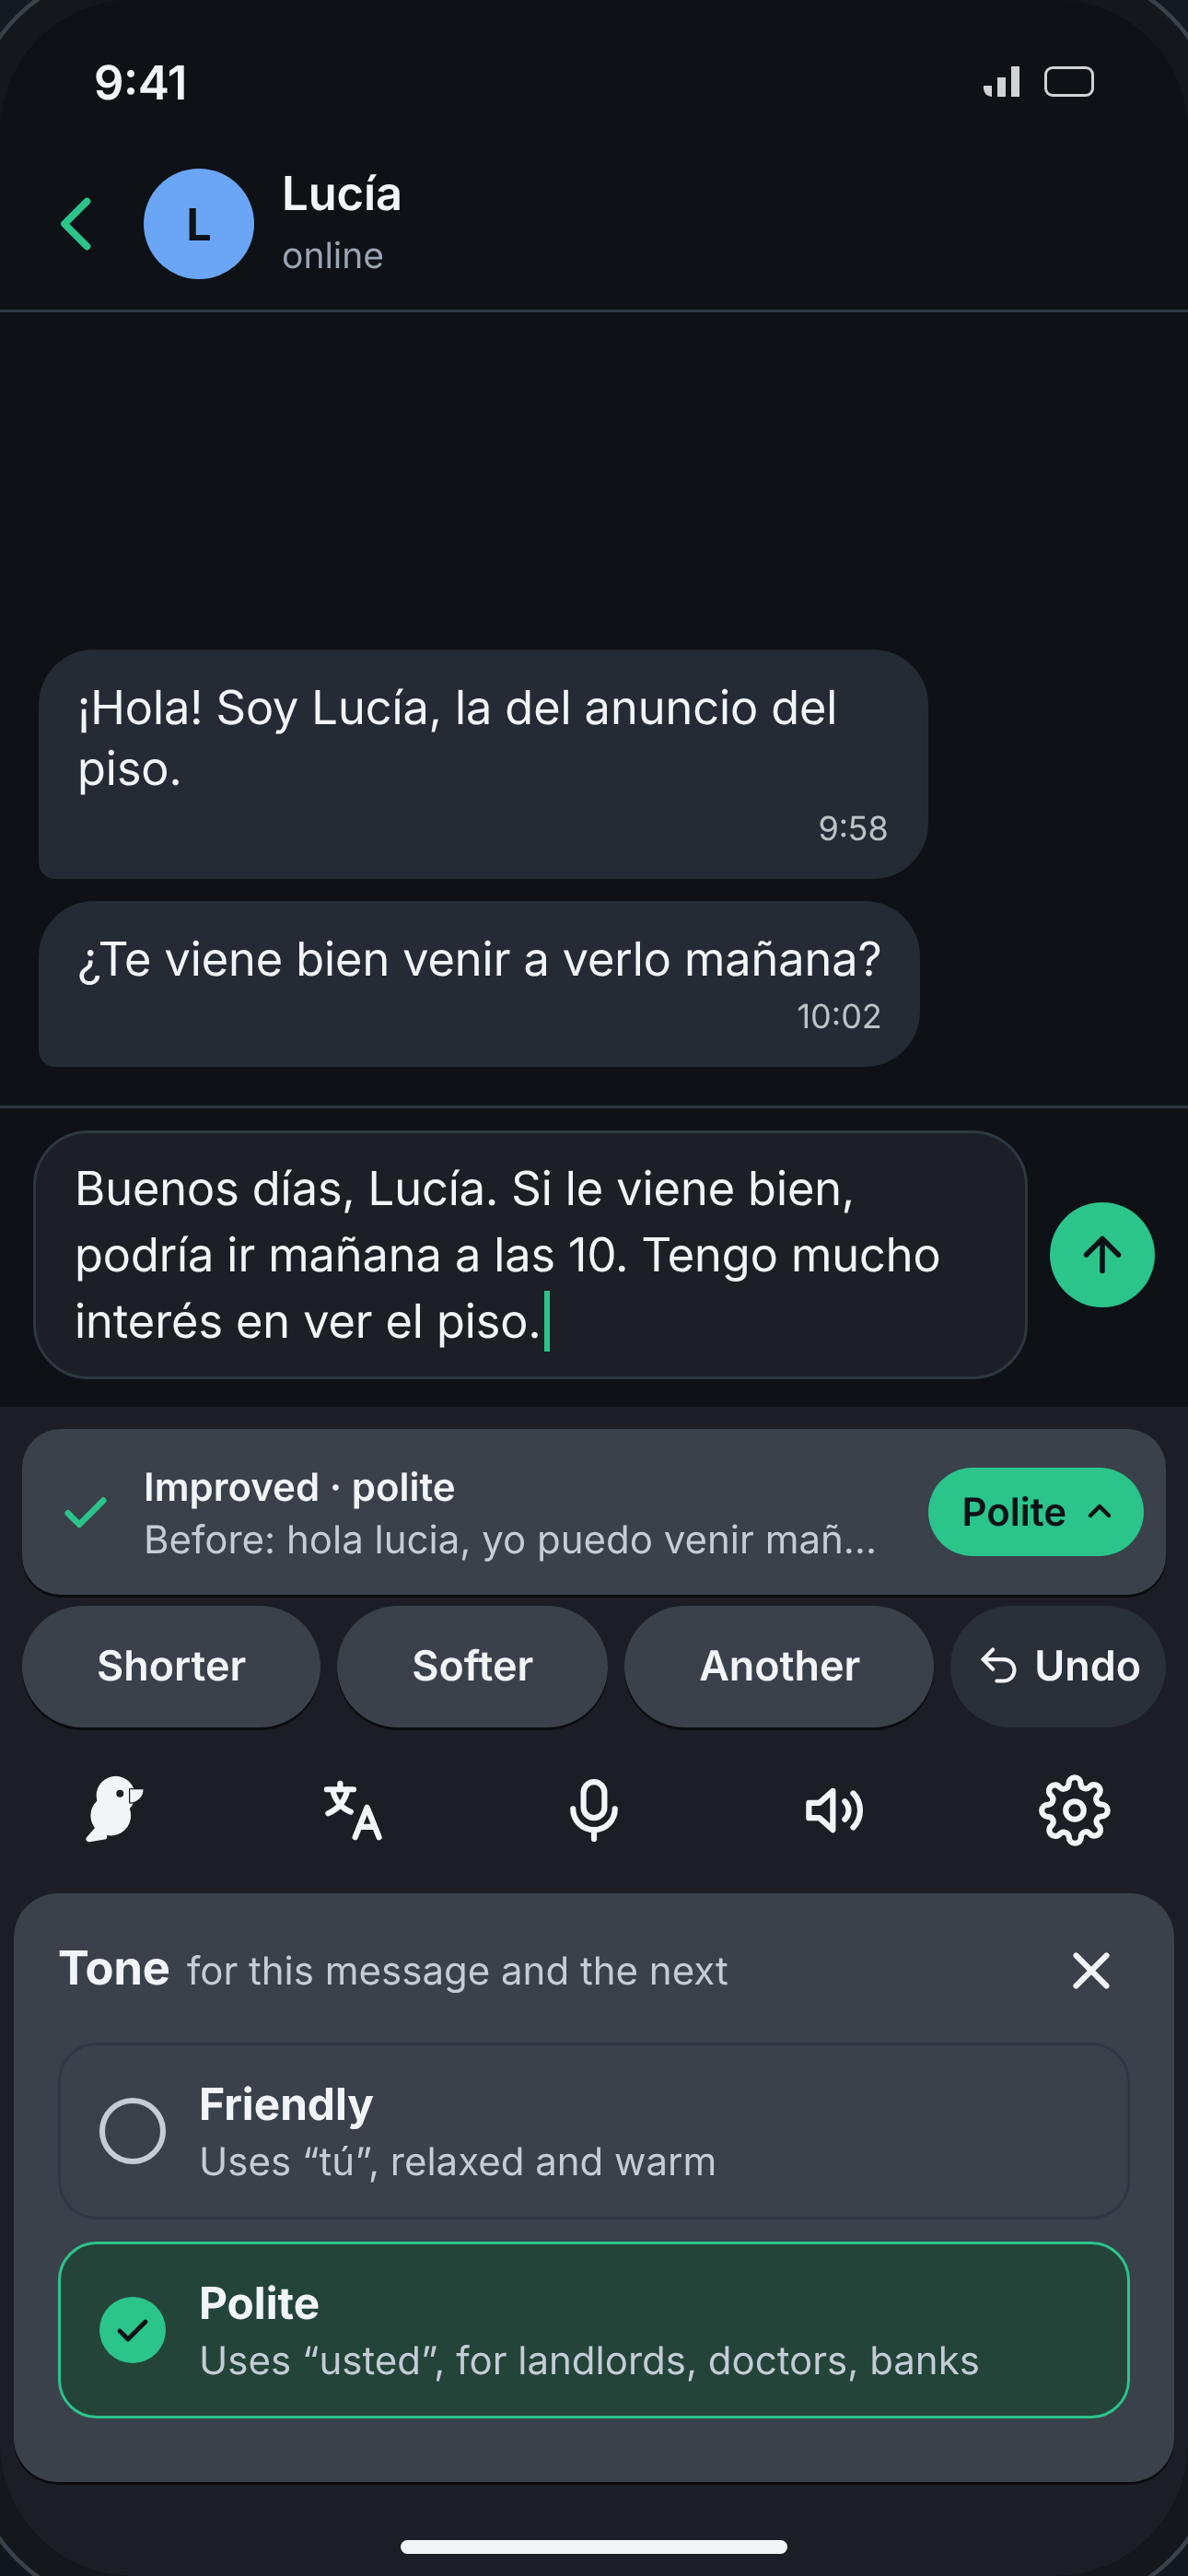 9:41
L
Lucía
online
¡Hola! Soy Lucía, la del anuncio del
piso.
9:58
¿Te viene bien venir a verlo mañana?
10:02
Buenos días, Lucía. Si le viene bien,
podría ir mañana a las 10. Tengo mucho
interés en ver el piso.
Improved · polite
Before: hola lucia, yo puedo venir mañ...
Polite
Shorter
Softer
Another
Undo
Tone for this message and the next
Friendly
Uses “tú”, relaxed and warm
Polite
Uses “usted”, for landlords, doctors, banks